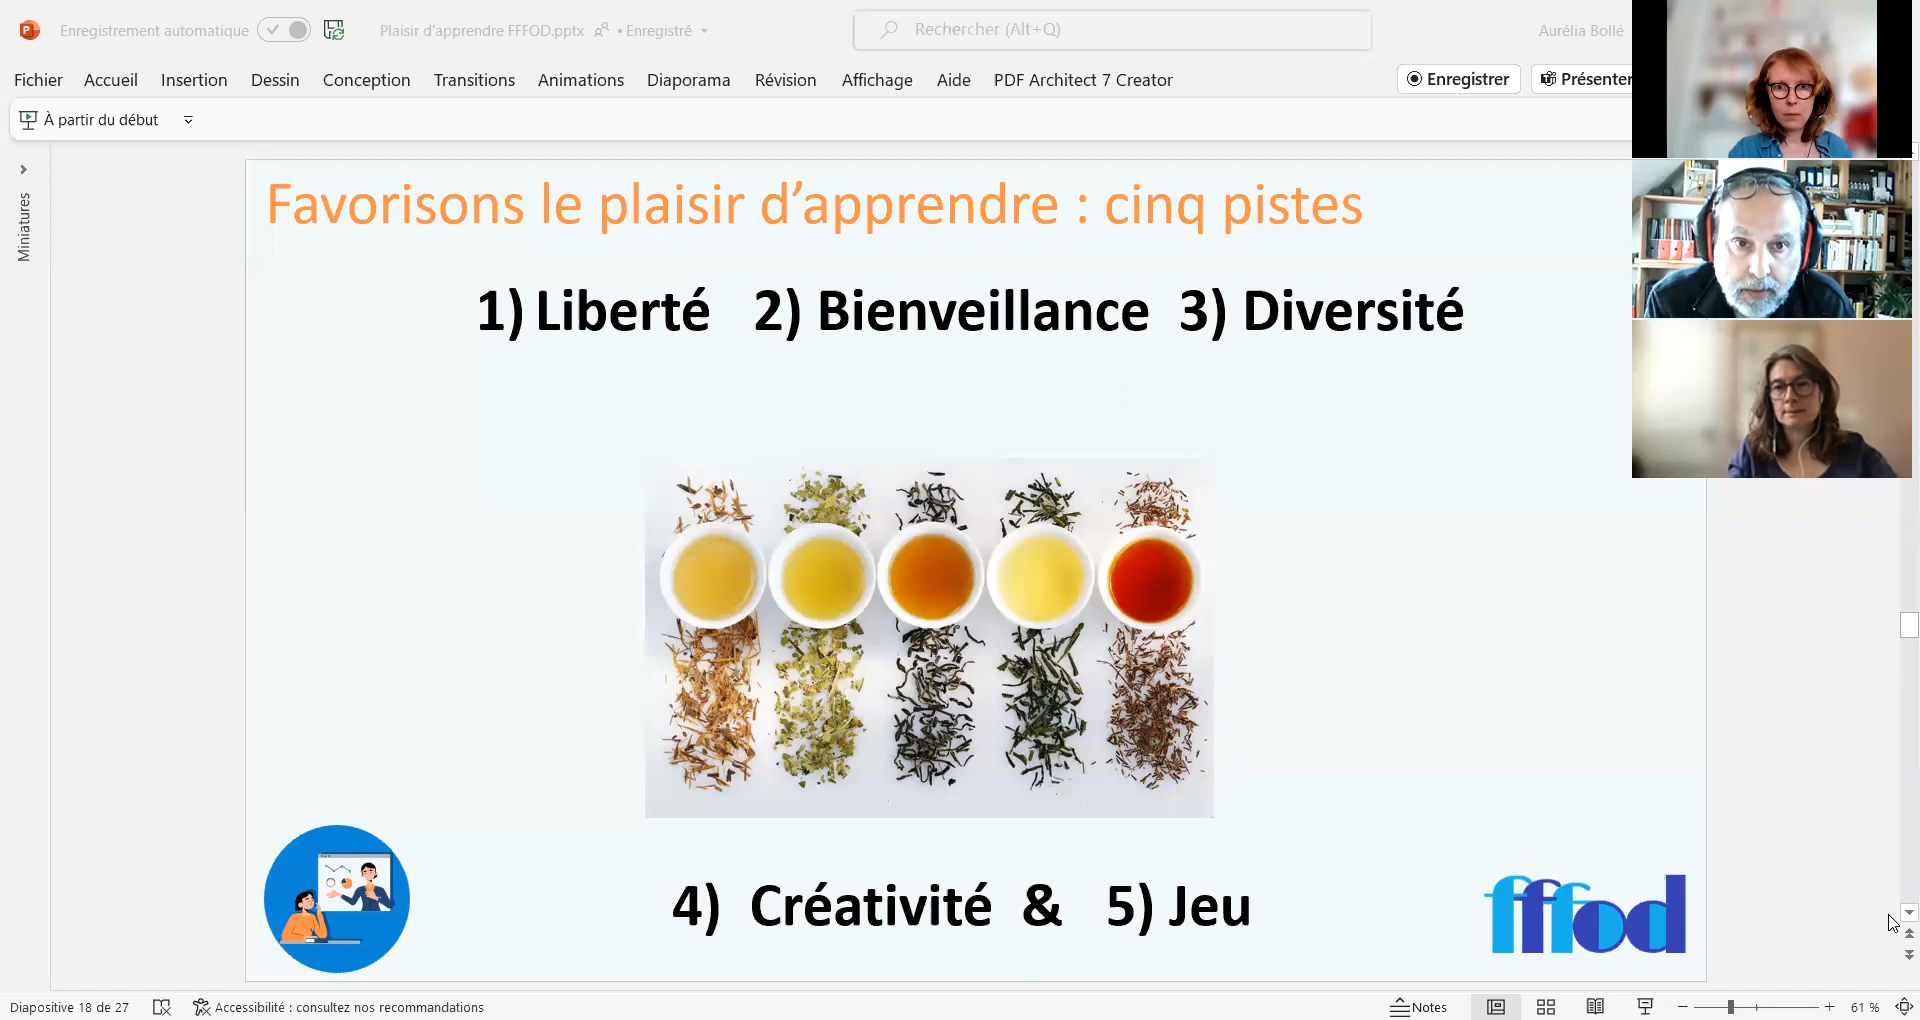 Enregistrement automatique
Plaisir d'apprendre FFFOD.pptx • Enregistré
Rechercher (Alt+Q)
Aurélia Bollé
Fichier Accueil Insertion Dessin Conception Transitions Animations Diaporama Révision Affichage Aide PDF Architect 7 Creator
Enregistrer
Présenter
À partir du début
Miniatures
Favorisons le plaisir d’apprendre : cinq pistes
1) Liberté 2) Bienveillance 3) Diversité
4) Créativité & 5) Jeu
fffod
Diapositive 18 de 27
Accessibilité : consultez nos recommandations
Notes
61 %